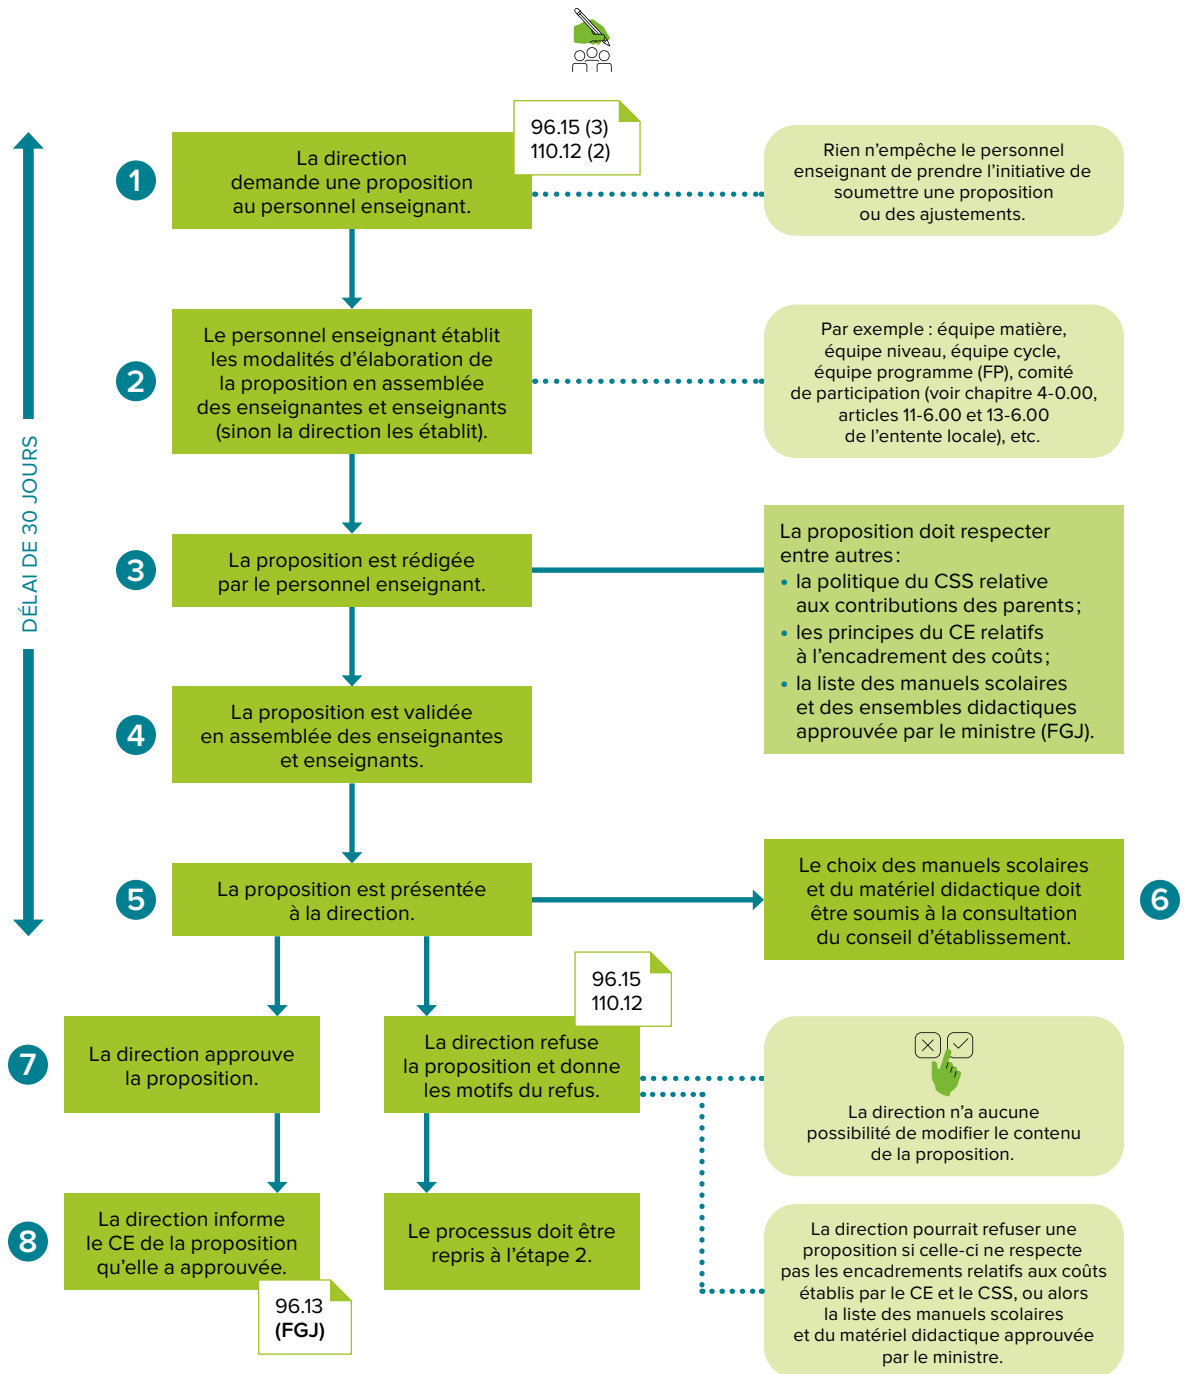 96.15 (3)
110.12 (2)
1
La direction
demande une proposition
au personnel enseignant.
Rien n’empêche le personnel
enseignant de prendre l’initiative de
soumettre une proposition
ou des ajustements.
DÉLAI DE 30 JOURS
2
Le personnel enseignant établit
les modalités d’élaboration de
la proposition en assemblée
des enseignantes et enseignants
(sinon la direction les établit).
Par exemple : équipe matière,
équipe niveau, équipe cycle,
équipe programme (FP), comité
de participation (voir chapitre 4-0.00,
articles 11-6.00 et 13-6.00
de l’entente locale), etc.
3
La proposition est rédigée
par le personnel enseignant.
La proposition doit respecter
entre autres :
• la politique du CSS relative
aux contributions des parents ;
• les principes du CE relatifs
à l’encadrement des coûts ;
• la liste des manuels scolaires
et des ensembles didactiques
approuvée par le ministre (FGJ).
4
La proposition est validée
en assemblée des enseignantes
et enseignants.
5
La proposition est présentée
à la direction.
Le choix des manuels scolaires
et du matériel didactique doit
être soumis à la consultation
du conseil d’établissement.
6
96.15
110.12
7
La direction approuve
la proposition.
La direction refuse
la proposition et donne
les motifs du refus.
La direction n’a aucune
possibilité de modifier le contenu
de la proposition.
8
La direction informe
le CE de la proposition
qu’elle a approuvée.
96.13
(FGJ)
Le processus doit être
repris à l’étape 2.
La direction pourrait refuser une
proposition si celle-ci ne respecte
pas les encadrements relatifs aux coûts
établis par le CE et le CSS, ou alors
la liste des manuels scolaires
et du matériel didactique approuvée
par le ministre.